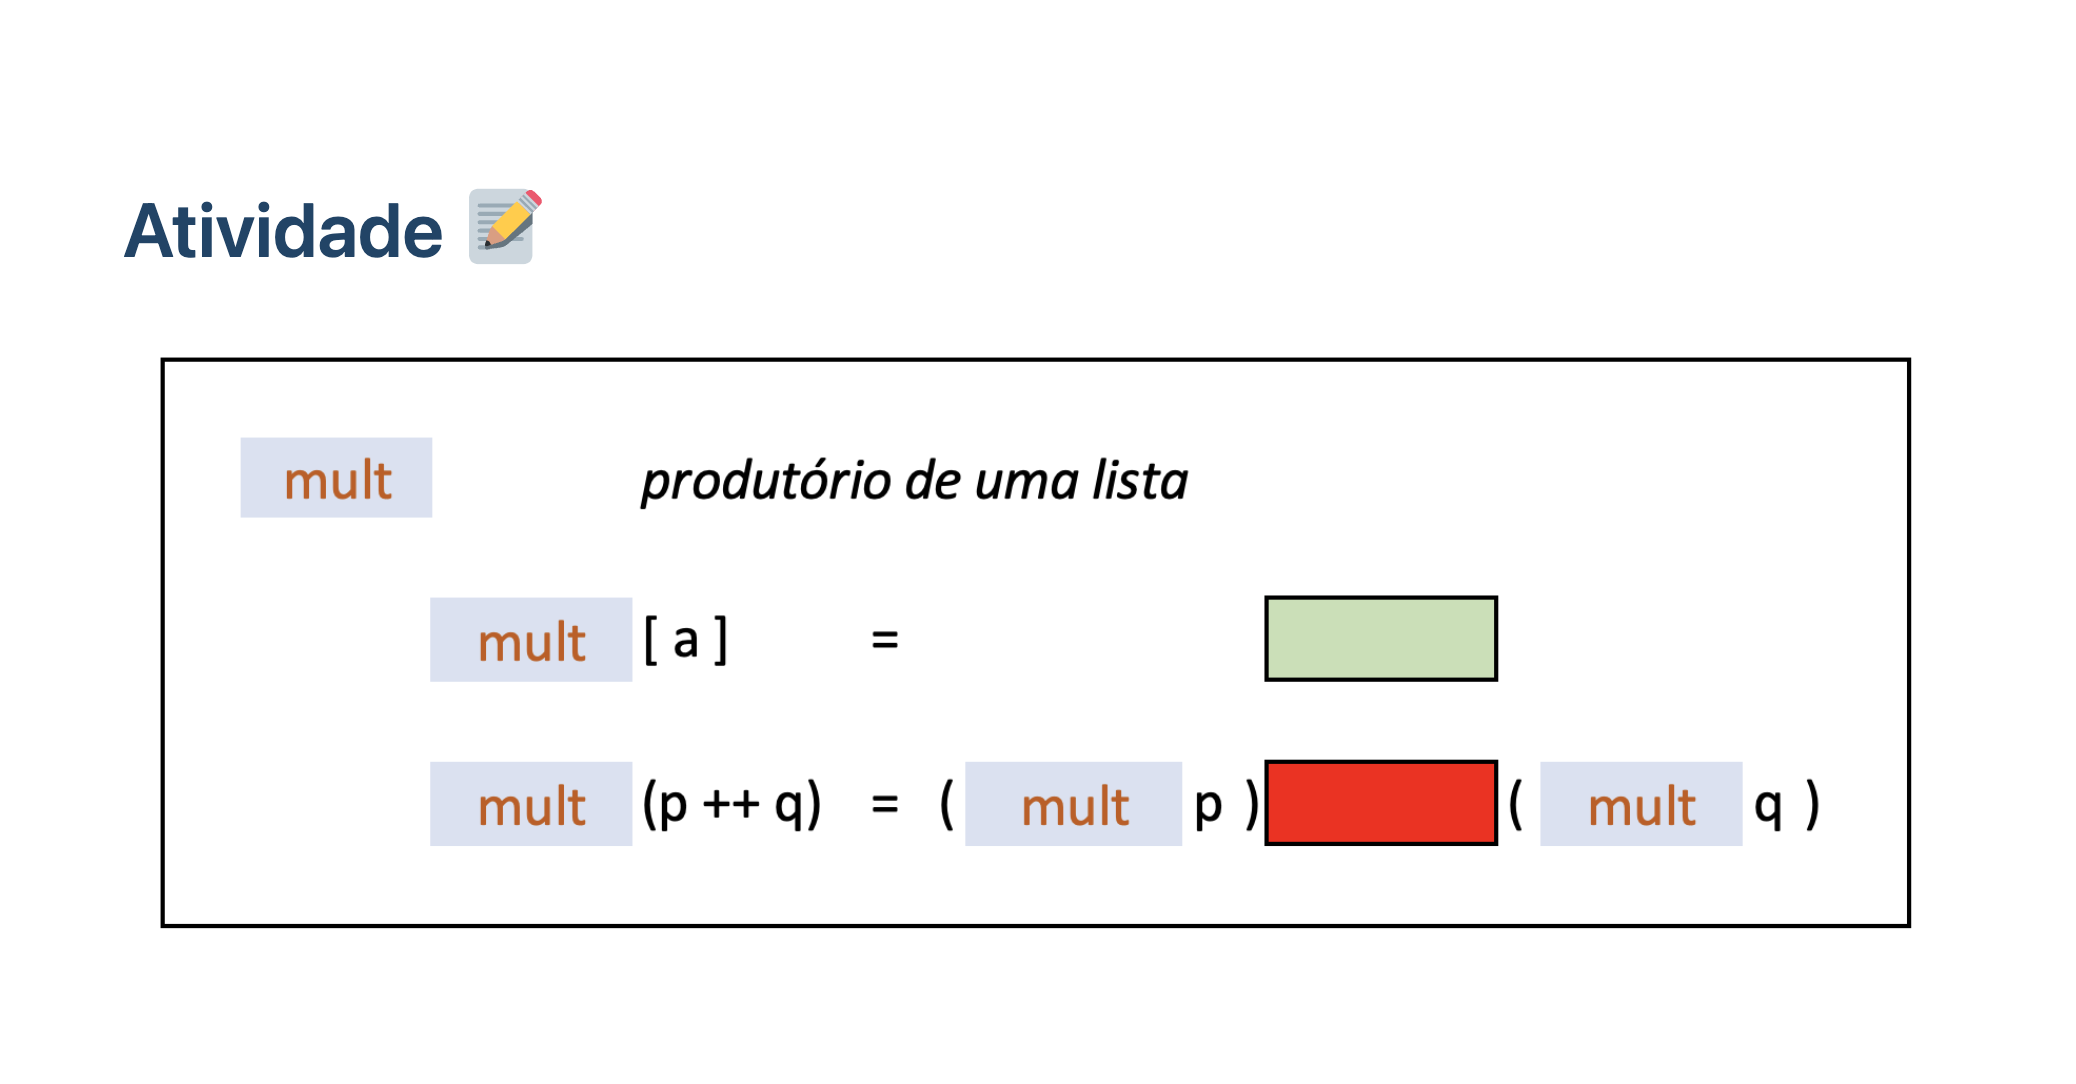 Atividade
mult produtório de uma lista
mult [ a ] =
mult (p ++ q) = ( mult p ) ( mult q )